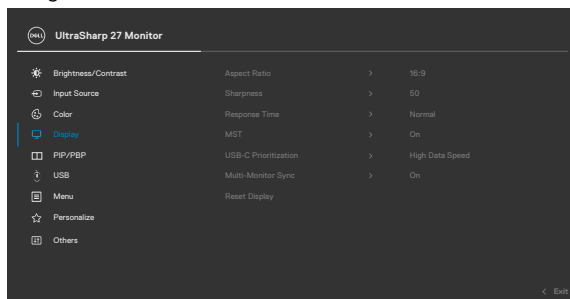 DELL
UltraSharp 27 Monitor
Brightness/Contrast
Input Source
Color
Display
PIP/PBP
USB
Menu
Personalize
Others
Aspect Ratio > 16:9
Sharpness > 50
Response Time > Normal
MST > On
USB-C Prioritization > High Data Speed
Multi-Monitor Sync > On
Reset Display
< Exit